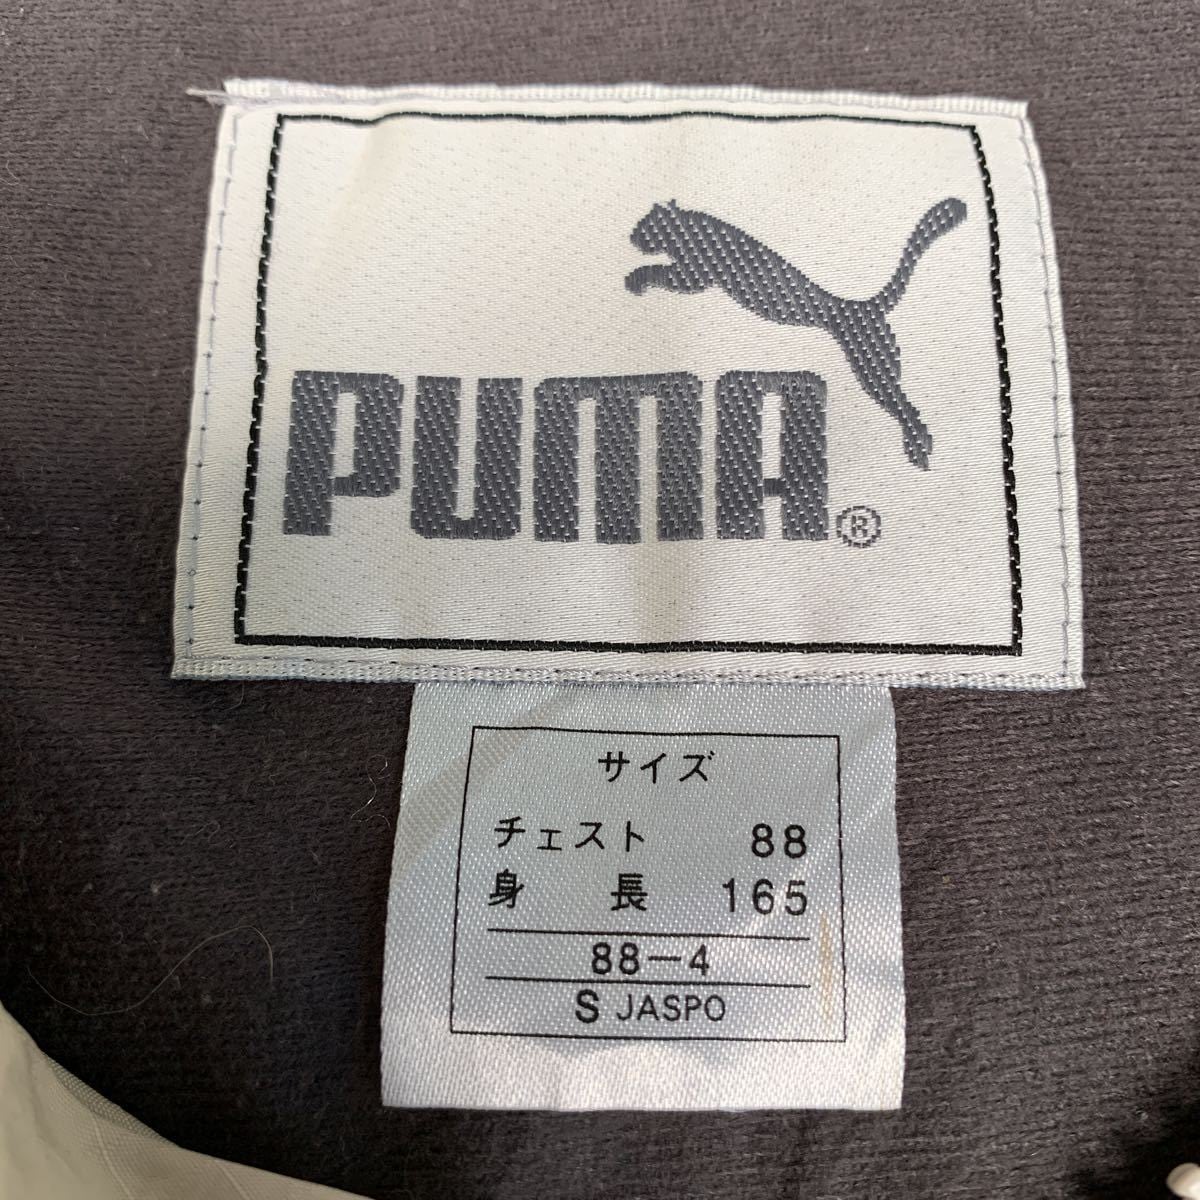 PUMA®
サイズ
チェスト 88
身長 165
88-4
S JASPO